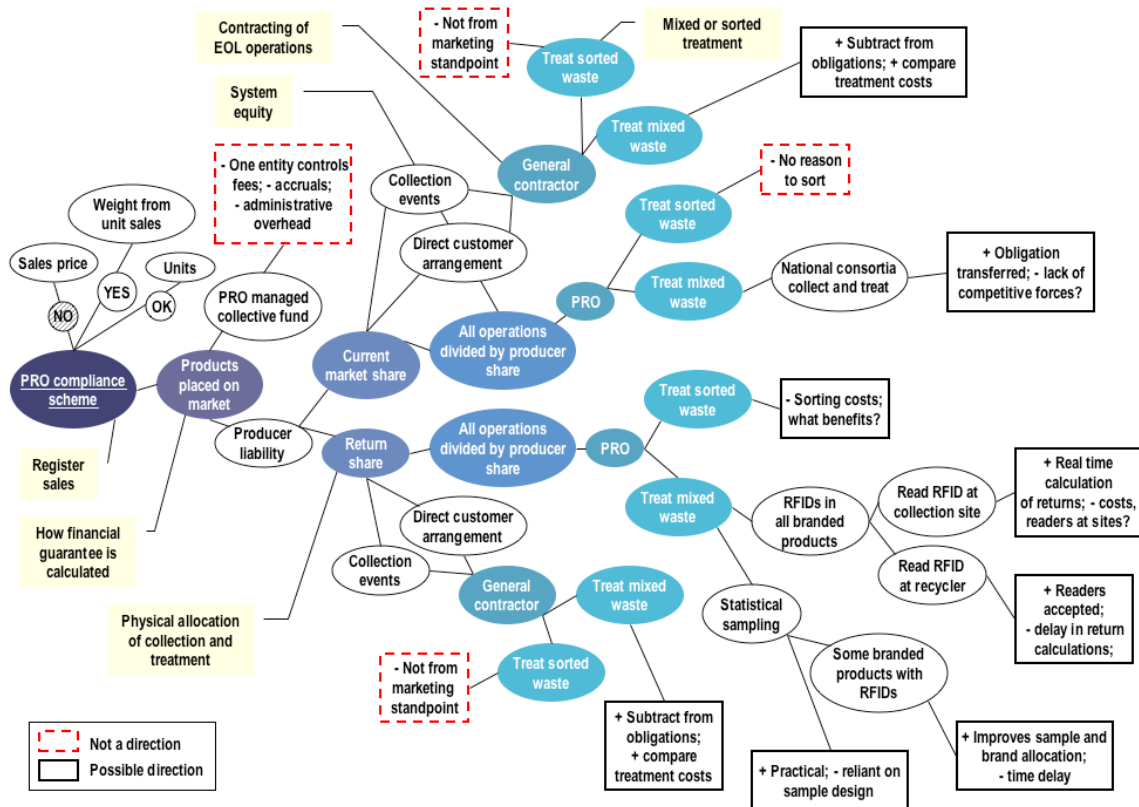 Contracting of
EOL operations
- Not from
marketing
standpoint
Mixed or sorted
treatment
Treat sorted
waste
+ Subtract from
obligations; +
compare
treatment costs
System
equity
Treat mixed
waste
- One entity controls
fees; - accruals;
- administrative
overhead
General
contractor
- No reason
to sort
Collection
events
Treat sorted
waste
Weight from
unit sales
Direct customer
arrangement
Sales price
Units
YES
NO
OK
PRO managed
collective fund
PRO
Treat mixed
waste
National consortia
collect and treat
+ Obligation
transferred; - lack of
competitive forces?
All operations
divided by producer
share
Current
market share
PRO compliance
scheme
Products
placed on
market
Treat sorted
waste
- Sorting costs;
what benefits?
Producer
liability
Return
share
All operations
divided by producer
share
PRO
Register
sales
Treat mixed
waste
RFIDs in
all branded
products
Read RFID at
collection site
+ Real time
calculation
of returns; - costs,
readers at sites?
How financial
guarantee is
calculated
Direct customer
arrangement
Collection
events
Read RFID
at recycler
General
contractor
Treat mixed
waste
Statistical
sampling
+ Readers
accepted;
- delay in return
calculations;
Physical allocation
of collection and
treatment
Treat sorted
waste
- Not from
marketing
standpoint
Some branded
products with
RFIDs
+ Subtract from
obligations;
+ compare
treatment costs
+ Practical; - reliant on
sample design
+ Improves sample and
brand allocation;
- time delay
Not a direction
Possible direction